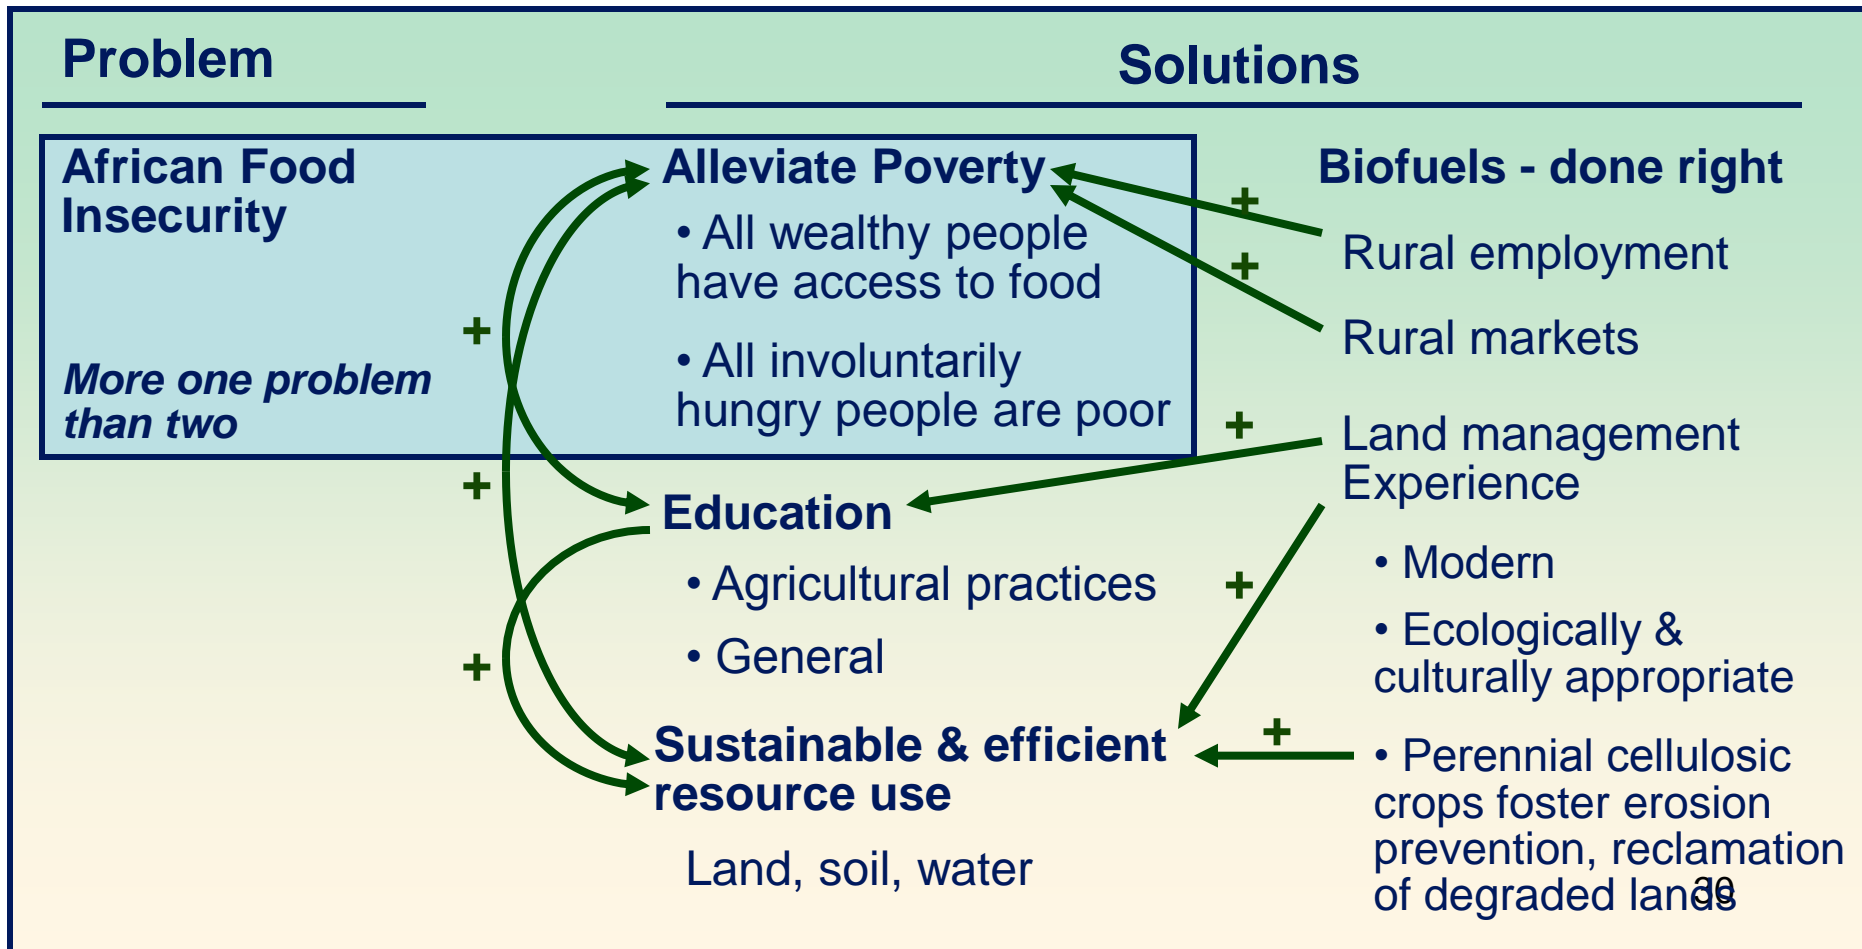 Problem
Solutions
African Food
Insecurity
More one problem
than two
Alleviate Poverty
• All wealthy people
have access to food
• All involuntarily
hungry people are poor
Education
• Agricultural practices
• General
Sustainable & efficient
resource use
Land, soil, water
Biofuels - done right
Rural employment
Rural markets
Land management
Experience
• Modern
• Ecologically &
culturally appropriate
• Perennial cellulosic
crops foster erosion
prevention, reclamation
of degraded lands
30
+
+
+
+
+
+
+
+